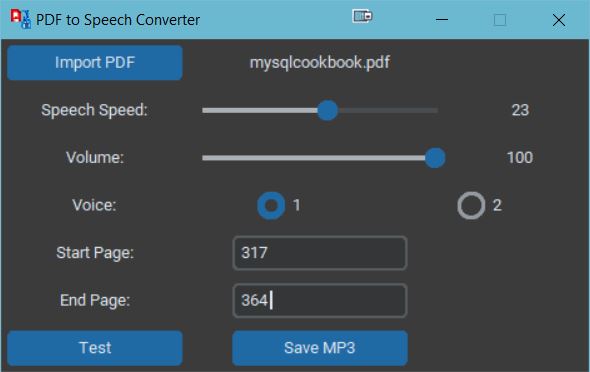 PDF to Speech Converter
Import PDF mysqlcookbook.pdf
Speech Speed: 23
Volume: 100
Voice: 1 2
Start Page: 317
End Page: 364
Test Save MP3